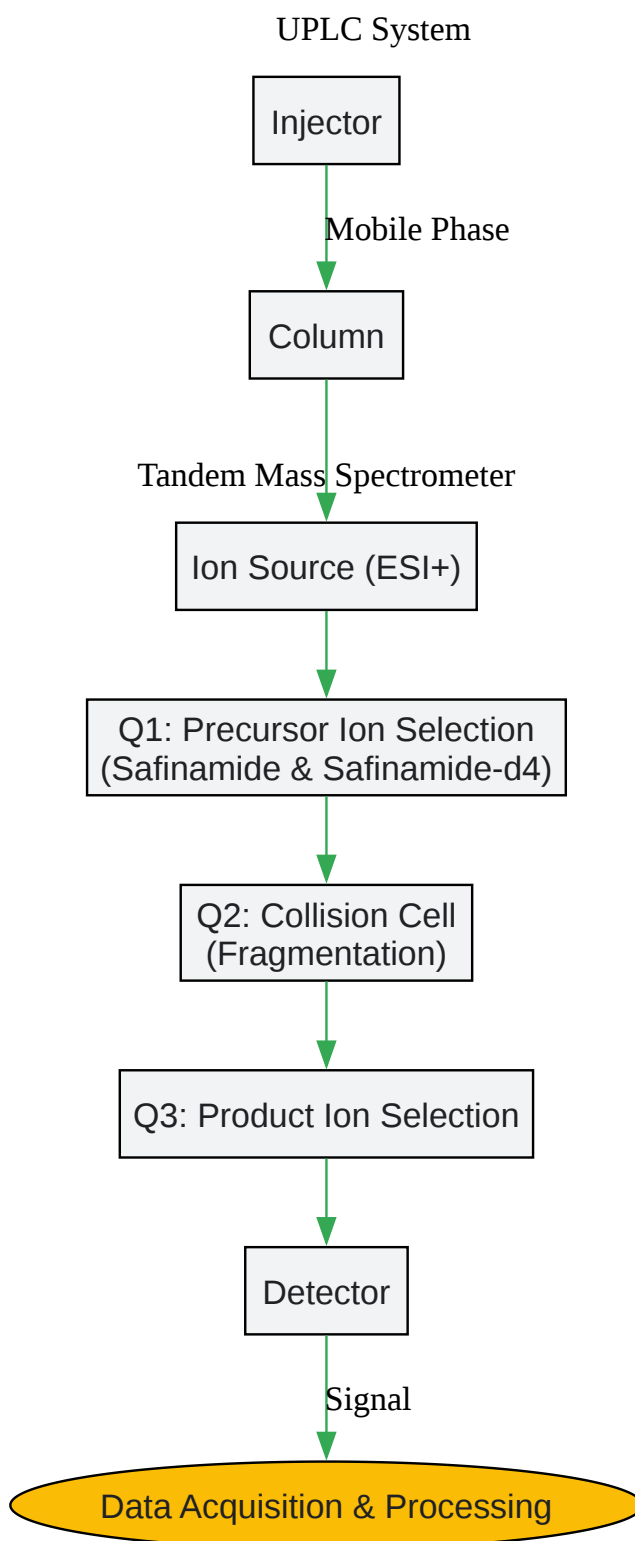 UPLC System
Injector
Mobile Phase
Column
Tandem Mass Spectrometer
Ion Source (ESI+)
Q1: Precursor Ion Selection
(Safinamide & Safinamide-d4)
Q2: Collision Cell
(Fragmentation)
Q3: Product Ion Selection
Detector
Signal
Data Acquisition & Processing